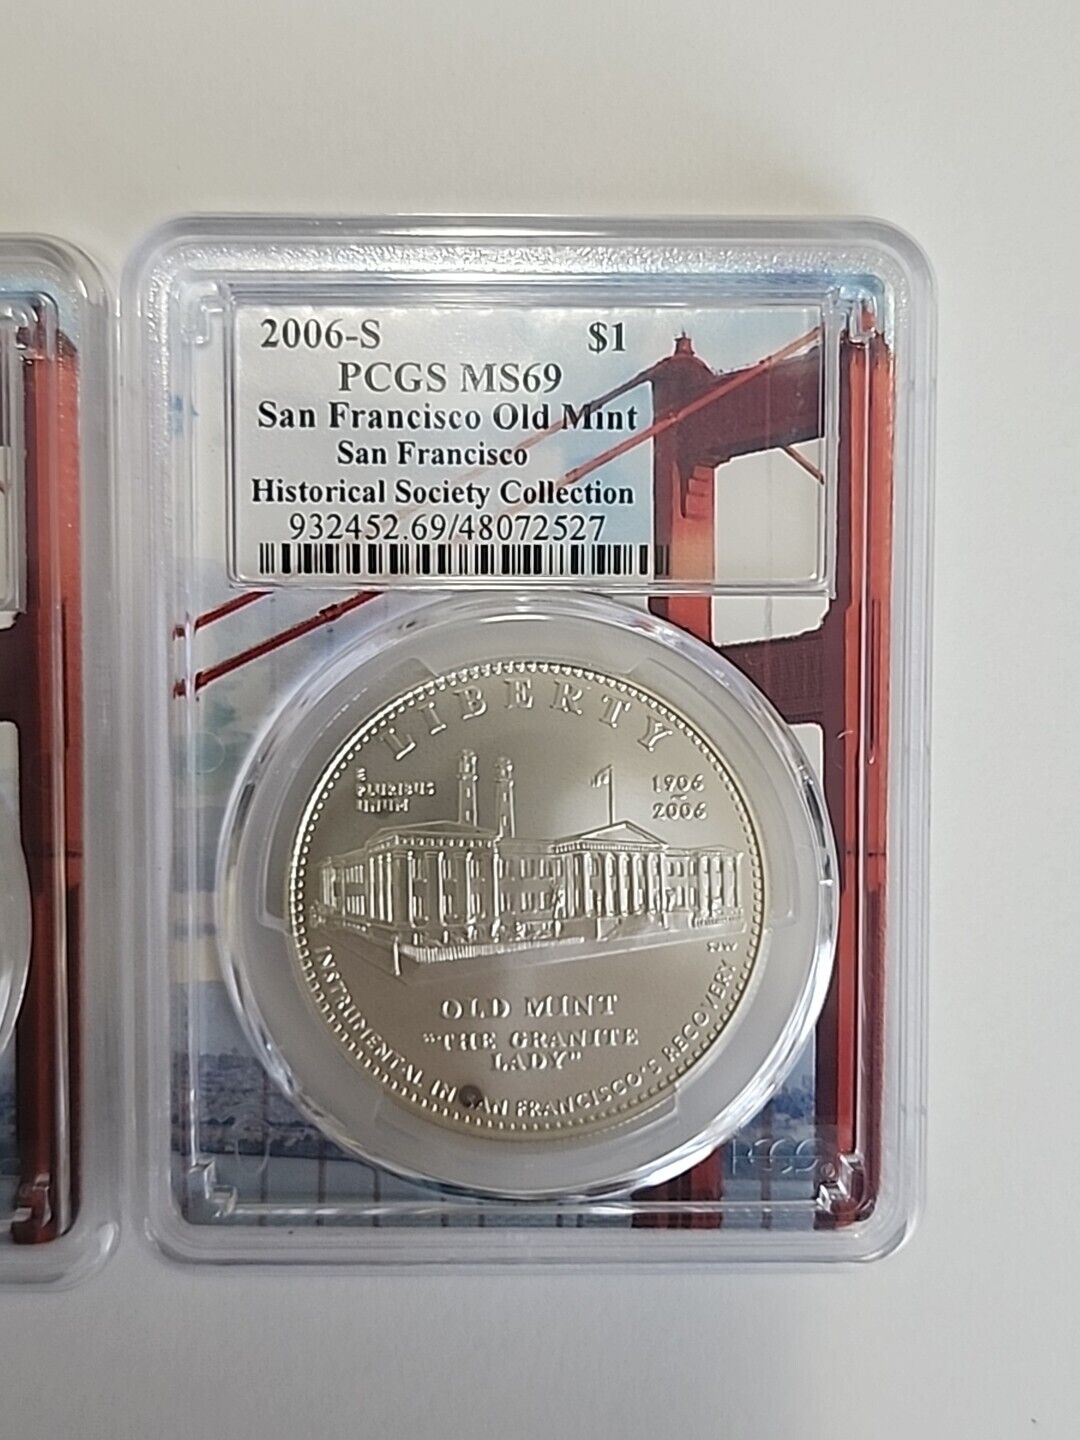 2006-S $1
PCGS MS69
San Francisco Old Mint
San Francisco
Historical Society Collection
932452.69/48072527
LIBERTY
E
PLURIBUS
UNUM
1906
2006
OLD MINT
"THE GRANITE
LADY"
INSTRUMENTAL IN SAN FRANCISCO'S RECOVERY
PCGS